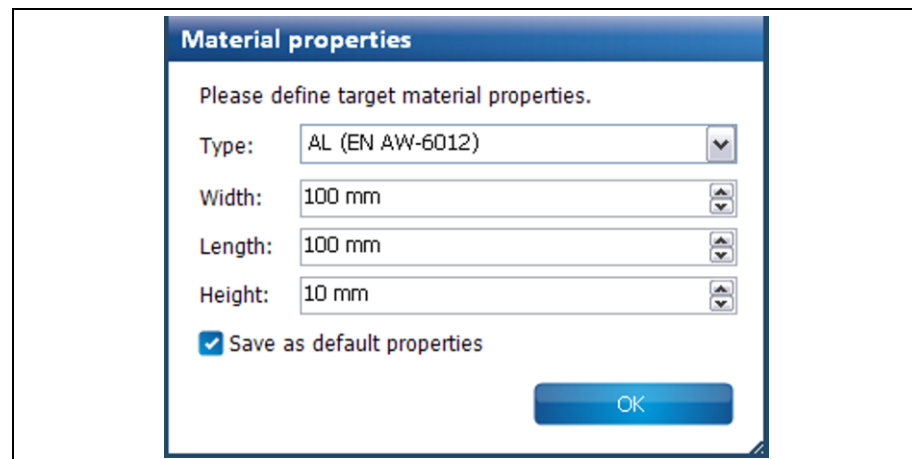 Material properties
Please define target material properties.
Type: AL (EN AW-6012)
Width: 100 mm
Length: 100 mm
Height: 10 mm
Save as default properties
OK